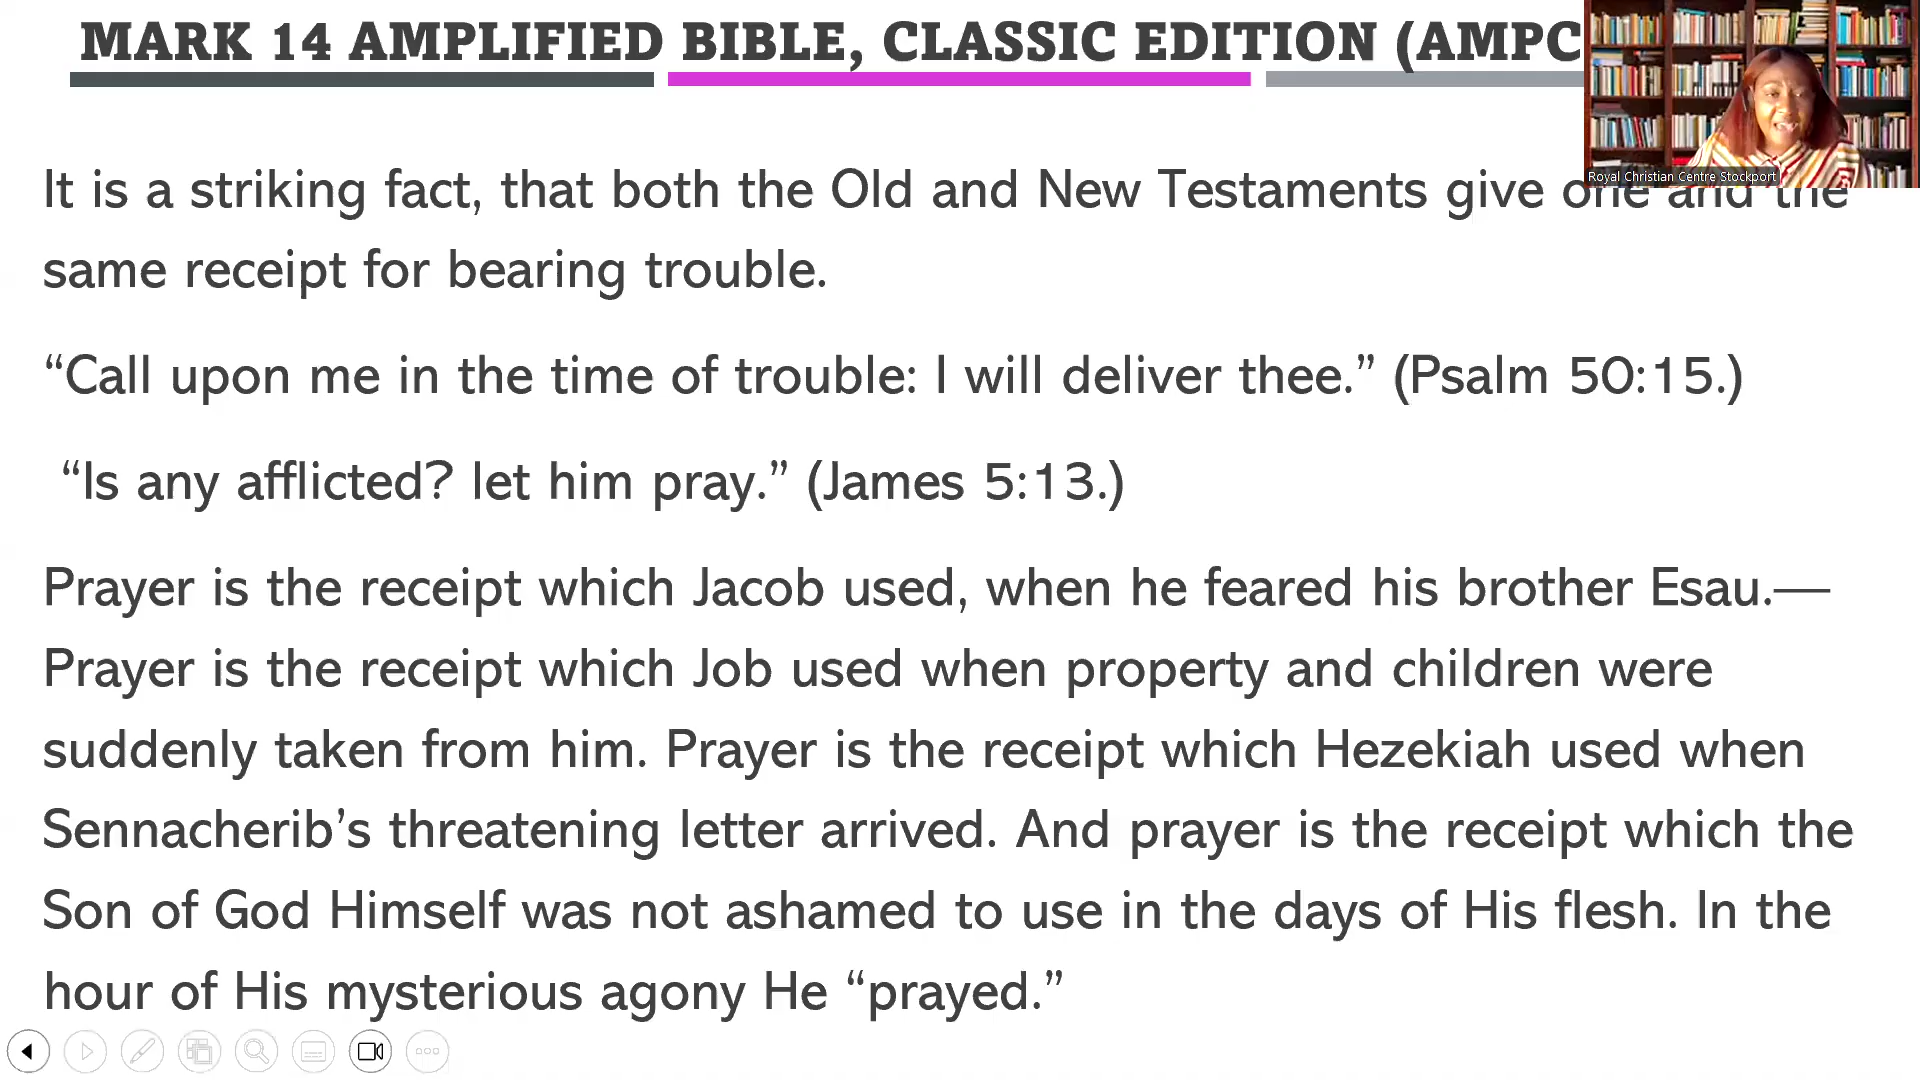 MARK 14 AMPLIFIED BIBLE, CLASSIC EDITION (AMPC
Royal Christian Centre Stockport
It is a striking fact, that both the Old and New Testaments give one and the
same receipt for bearing trouble.
“Call upon me in the time of trouble: I will deliver thee.” (Psalm 50:15.)
“Is any afflicted? let him pray.” (James 5:13.)
Prayer is the receipt which Jacob used, when he feared his brother Esau.—
Prayer is the receipt which Job used when property and children were
suddenly taken from him. Prayer is the receipt which Hezekiah used when
Sennacherib’s threatening letter arrived. And prayer is the receipt which the
Son of God Himself was not ashamed to use in the days of His flesh. In the
hour of His mysterious agony He “prayed.”